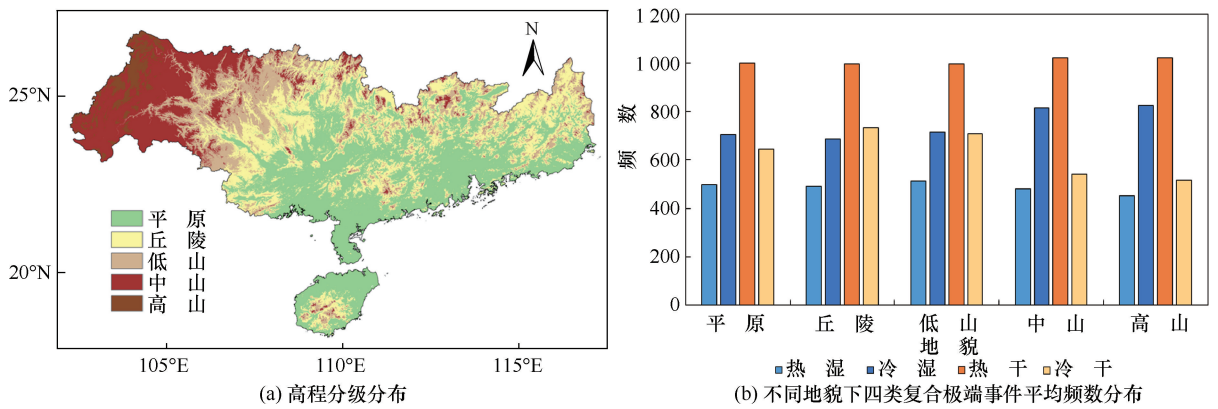 N
25°N
20°N
平 原
丘 陵
低 山
中 山
高 山
105°E 110°E 115°E
(a) 高程分级分布
1 200
1 000
800
600
400
200
0
频 数
平 原 丘 陵 低 山 中 山 高 山
地 貌
热 湿 冷 湿 热 干 冷 干
(b) 不同地貌下四类复合极端事件平均频数分布